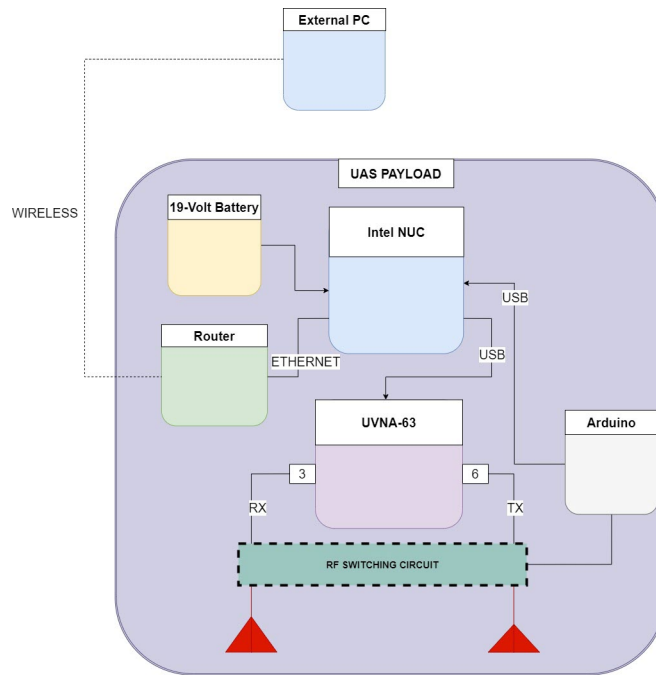 External PC
UAS PAYLOAD
WIRELESS
19-Volt Battery
Intel NUC
USB
Router
ETHERNET
USB
UVNA-63
Arduino
3
6
RX
TX
RF SWITCHING CIRCUIT